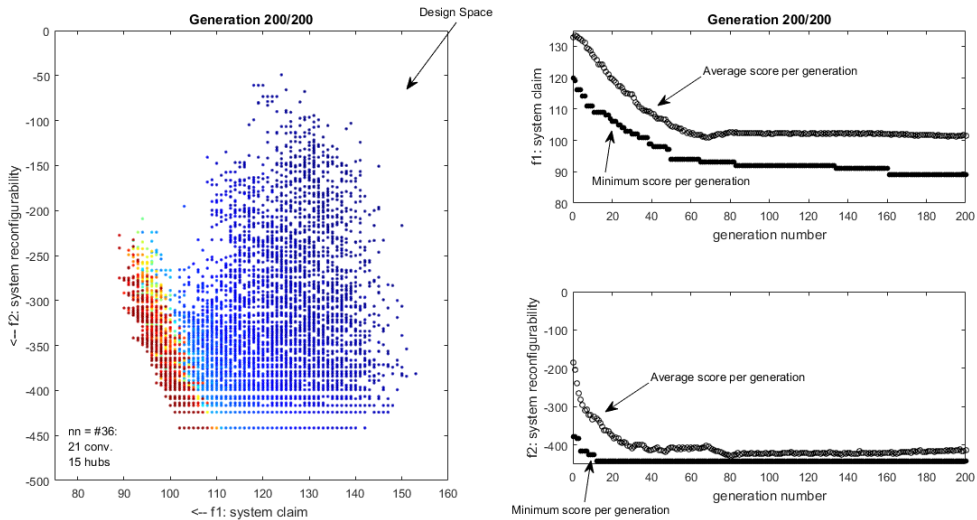 Generation 200/200
Design Space
0
-50
-100
-150
-200
-250
-300
-350
-400
-450
-500
<-- f2: system reconfigurability
nn = #36:
21 conv.
15 hubs
80 90 100 110 120 130 140 150 160
<-- f1: system claim
Generation 200/200
130
120
110
100
90
80
f1: system claim
Average score per generation
Minimum score per generation
0 20 40 60 80 100 120 140 160 180 200
generation number
0
-100
-200
-300
-400
f2: system reconfigurability
Average score per generation
0 20 40 60 80 100 120 140 160 180 200
generation number
Minimum score per generation